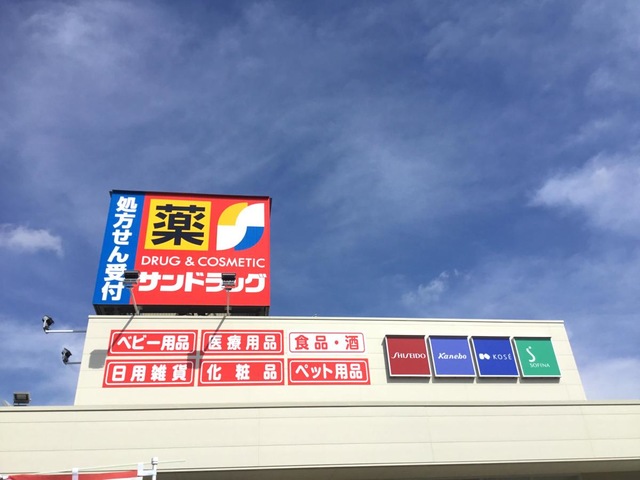 処方せん受付
薬
DRUG & COSMETIC
サンドラッグ
ベビー用品
医療用品
食品・酒
日用雑貨
化粧品
ペット用品
SHISEIDO
Kanebo
KOSÉ
SOFINA